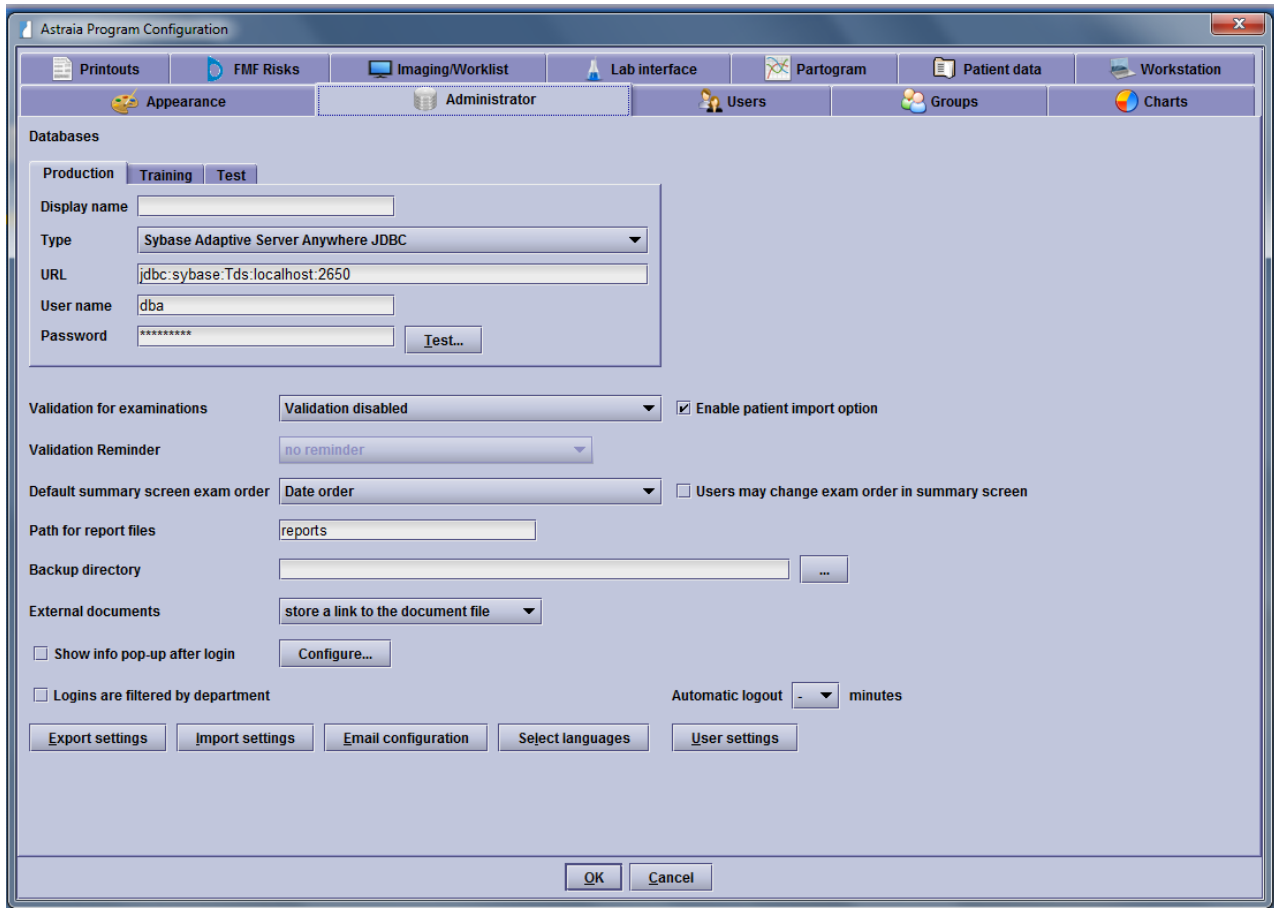 Astraia Program Configuration
Printouts FMF Risks Imaging/Worklist Lab interface Partogram Patient data Workstation
Appearance Administrator Users Groups Charts
Databases
Production Training Test
Display name
Type Sybase Adaptive Server Anywhere JDBC
URL jdbc:sybase:Tds:localhost:2650
User name dba
Password *********
Test...
Validation for examinations Validation disabled Enable patient import option
Validation Reminder no reminder
Default summary screen exam order Date order Users may change exam order in summary screen
Path for report files reports
Backup directory ...
External documents store a link to the document file
Show info pop-up after login Configure...
Logins are filtered by department Automatic logout - minutes
Export settings Import settings Email configuration Select languages User settings
OK Cancel